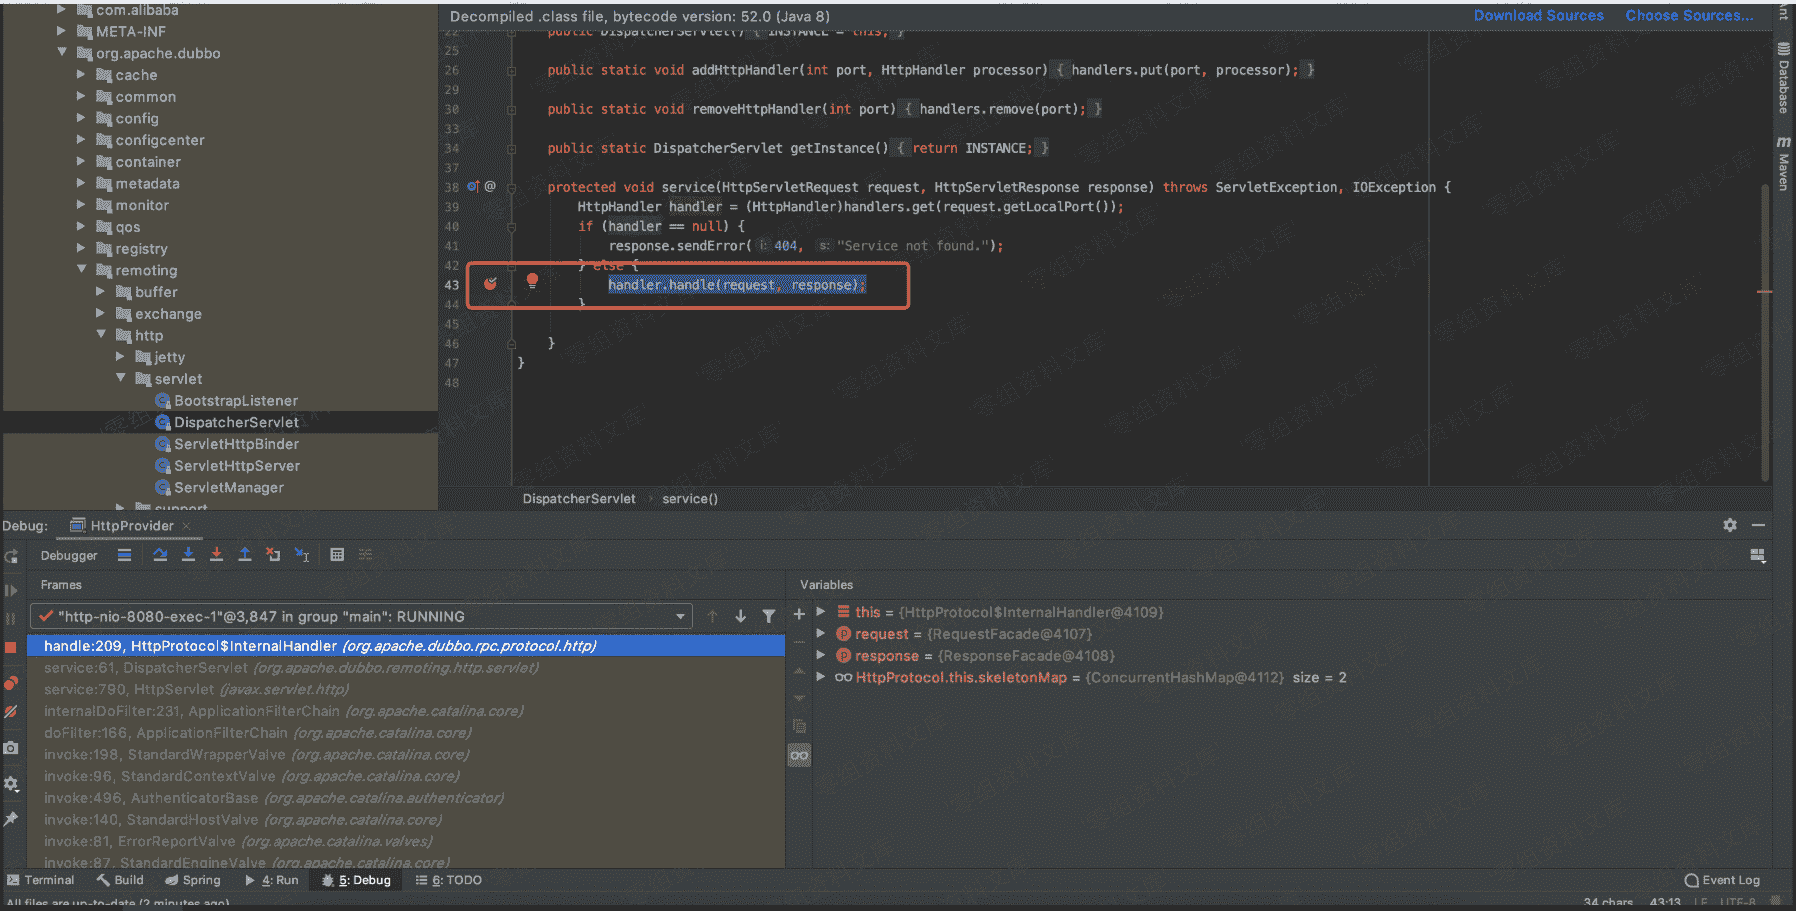 com.alibaba
META-INF
org.apache.dubbo
cache
common
config
configcenter
container
metadata
monitor
qos
registry
remoting
buffer
exchange
http
jetty
servlet
BootstrapListener
DispatcherServlet
ServletHttpBinder
ServletHttpServer
ServletManager
support
Decompiled .class file, bytecode version: 52.0 (Java 8)
Download Sources Choose Sources...
22 public DispatcherServlet() { INSTANCE = this; }
25
26 public static void addHttpHandler(int port, HttpHandler processor) { handlers.put(port, processor); }
29
30 public static void removeHttpHandler(int port) { handlers.remove(port); }
33
34 public static DispatcherServlet getInstance() { return INSTANCE; }
37
38 @ protected void service(HttpServletRequest request, HttpServletResponse response) throws ServletException, IOException {
39 HttpHandler handler = (HttpHandler)handlers.get(request.getLocalPort());
40 if (handler == null) {
41 response.sendError( i: 404, s: "Service not found.");
42 } else {
43 handler.handle(request, response);
44 }
45
46 }
47 }
48
DispatcherServlet › service()
Ant
Database
Maven
Debug: HttpProvider ×
Debugger
Frames
"http-nio-8080-exec-1"@3,847 in group "main": RUNNING
handle:209, HttpProtocol$InternalHandler (org.apache.dubbo.rpc.protocol.http)
service:61, DispatcherServlet (org.apache.dubbo.remoting.http.servlet)
service:790, HttpServlet (javax.servlet.http)
internalDoFilter:231, ApplicationFilterChain (org.apache.catalina.core)
doFilter:166, ApplicationFilterChain (org.apache.catalina.core)
invoke:198, StandardWrapperValve (org.apache.catalina.core)
invoke:96, StandardContextValve (org.apache.catalina.core)
invoke:496, AuthenticatorBase (org.apache.catalina.authenticator)
invoke:140, StandardHostValve (org.apache.catalina.core)
invoke:81, ErrorReportValve (org.apache.catalina.valves)
invoke:87, StandardEngineValve (org.apache.catalina.core)
Variables
this = {HttpProtocol$InternalHandler@4109}
request = {RequestFacade@4107}
response = {ResponseFacade@4108}
HttpProtocol.this.skeletonMap = {ConcurrentHashMap@4112} size = 2
Terminal Build Spring 4: Run 5: Debug 6: TODO Event Log
All files are up-to-date (2 minutes ago) 34 chars 43:13 LF UTF-8
零组资料文库